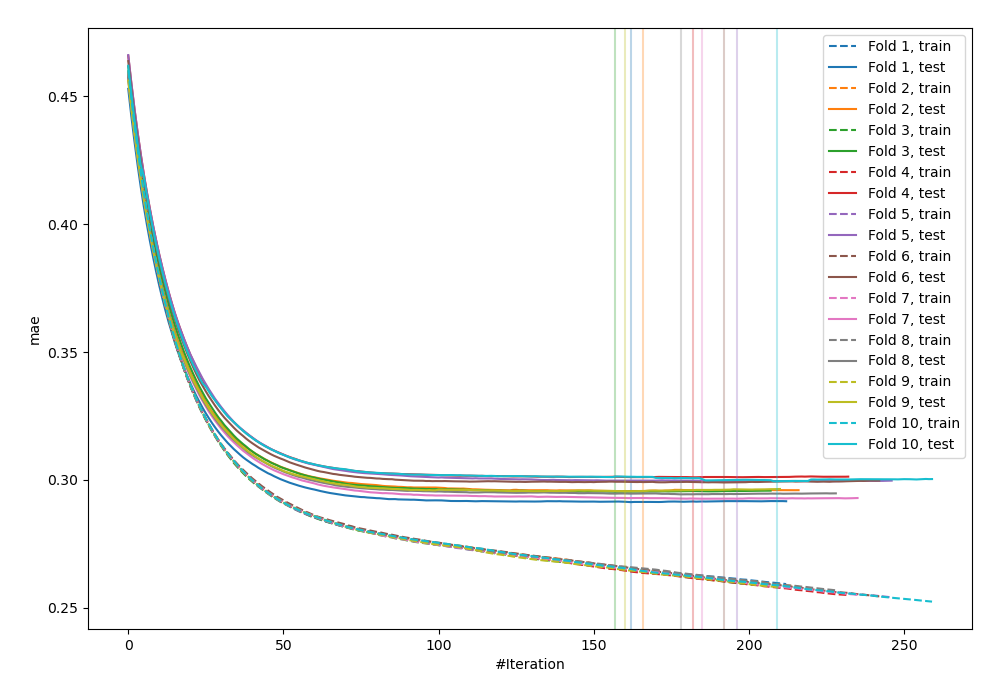 mae
0.45
0.40
0.35
0.30
0.25
0
50
100
150
200
250
#Iteration
Fold 1, train
Fold 1, test
Fold 2, train
Fold 2, test
Fold 3, train
Fold 3, test
Fold 4, train
Fold 4, test
Fold 5, train
Fold 5, test
Fold 6, train
Fold 6, test
Fold 7, train
Fold 7, test
Fold 8, train
Fold 8, test
Fold 9, train
Fold 9, test
Fold 10, train
Fold 10, test